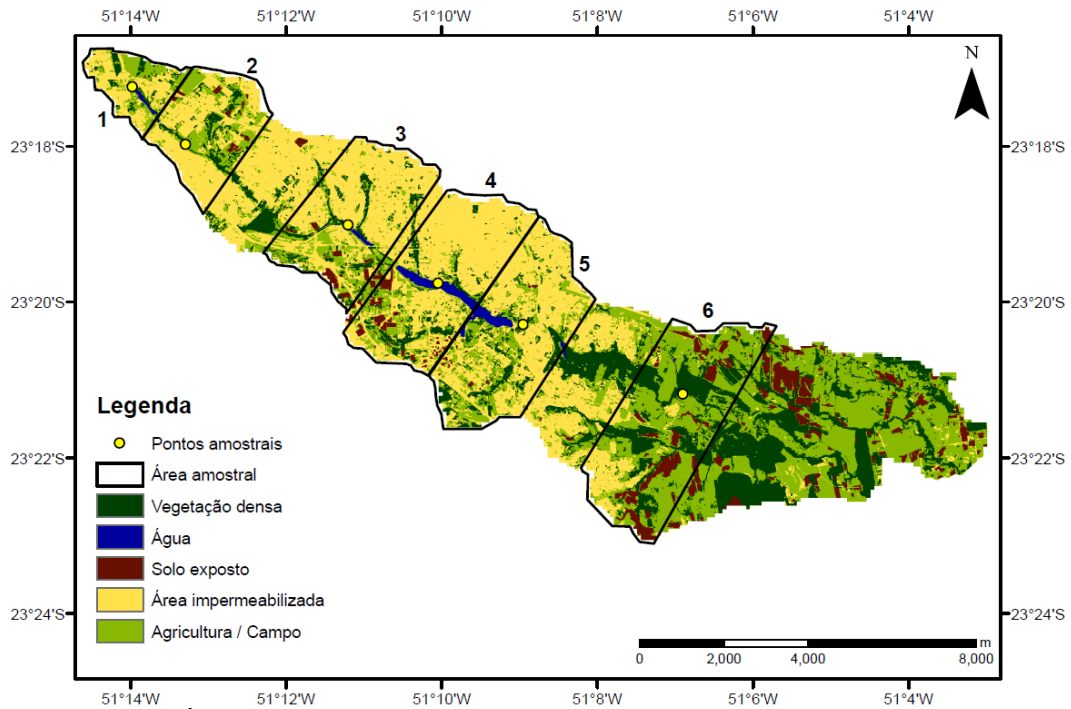 51°14'W 51°12'W 51°10'W 51°8'W 51°6'W 51°4'W
N
2
1
3
23°18'S 23°18'S
4
5
23°20'S 23°20'S
6
Legenda
Pontos amostrais
Área amostral
23°22'S 23°22'S
Vegetação densa
Água
Solo exposto
Área impermeabilizada
23°24'S 23°24'S
Agricultura / Campo
m
0 2,000 4,000 8,000
51°14'W 51°12'W 51°10'W 51°8'W 51°6'W 51°4'W